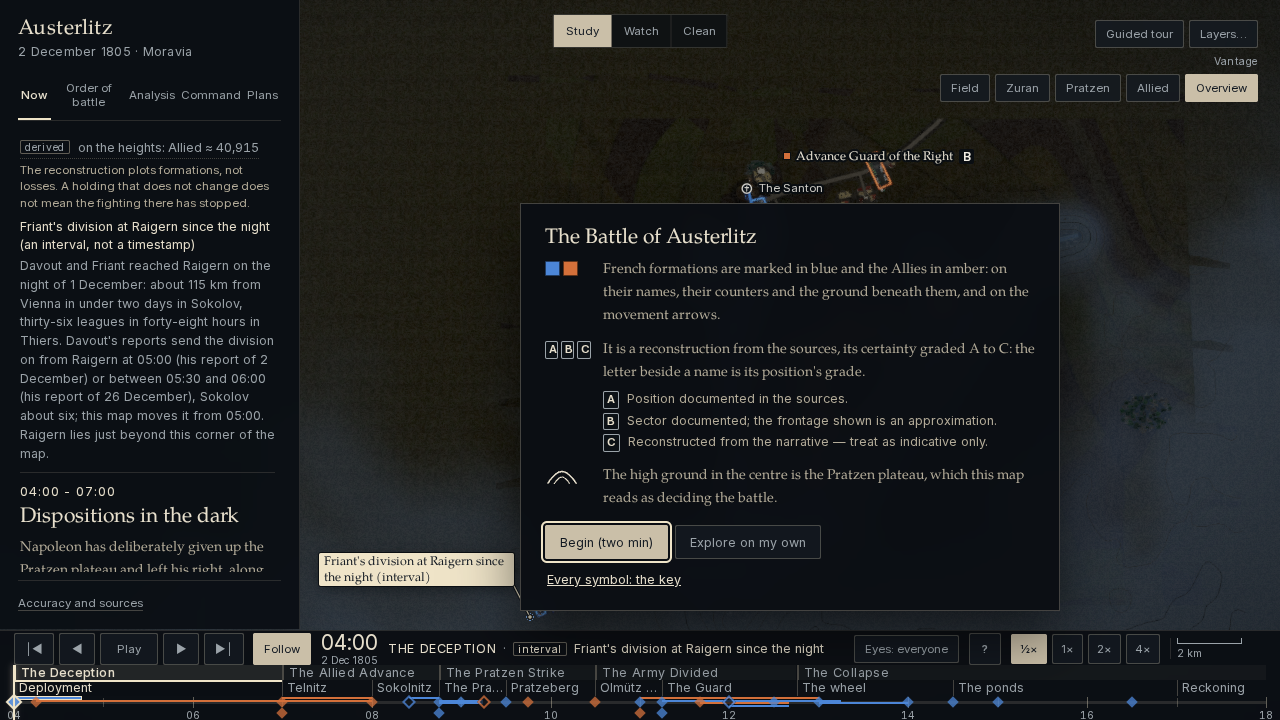 Austerlitz
2 December 1805 · Moravia
Now
Order of battle
Analysis
Command
Plans
derived on the heights: Allied ≈ 40,915
The reconstruction plots formations, not
losses. A holding that does not change does
not mean the fighting there has stopped.
Friant's division at Raigern since the night
(an interval, not a timestamp)
Davout and Friant reached Raigern on the
night of 1 December: about 115 km from
Vienna in under two days in Sokolov,
thirty-six leagues in forty-eight hours in
Thiers. Davout's reports send the division
on from Raigern at 05:00 (his report of 2
December) or between 05:30 and 06:00
(his report of 26 December), Sokolov
about six; this map moves it from 05:00.
Raigern lies just beyond this corner of the
map.
04:00 - 07:00
Dispositions in the dark
Napoleon has deliberately given up the
Pratzen plateau and left his right, along
Accuracy and sources
Study
Watch
Clean
Guided tour
Layers…
Vantage
Field
Zuran
Pratzen
Allied
Overview
Advance Guard of the Right B
The Santon
The Battle of Austerlitz
French formations are marked in blue and the Allies in amber: on
their names, their counters and the ground beneath them, and on the
movement arrows.
A B C It is a reconstruction from the sources, its certainty graded A to C: the
letter beside a name is its position's grade.
A Position documented in the sources.
B Sector documented; the frontage shown is an approximation.
C Reconstructed from the narrative — treat as indicative only.
The high ground in the centre is the Pratzen plateau, which this map
reads as deciding the battle.
Begin (two min)
Explore on my own
Every symbol: the key
Friant's division at Raigern since
the night (interval)
Play
Follow
04:00
2 Dec 1805
THE DECEPTION · interval Friant's division at Raigern since the night
Eyes: everyone
?
½×
1×
2×
4×
2 km
The Deception
The Allied Advance
The Pratzen Strike
The Army Divided
The Collapse
Deployment
Telnitz
Sokolnitz
The Pra…
Pratzeberg
Olmütz …
The Guard
The wheel
The ponds
Reckoning
04
06
08
10
12
14
16
18